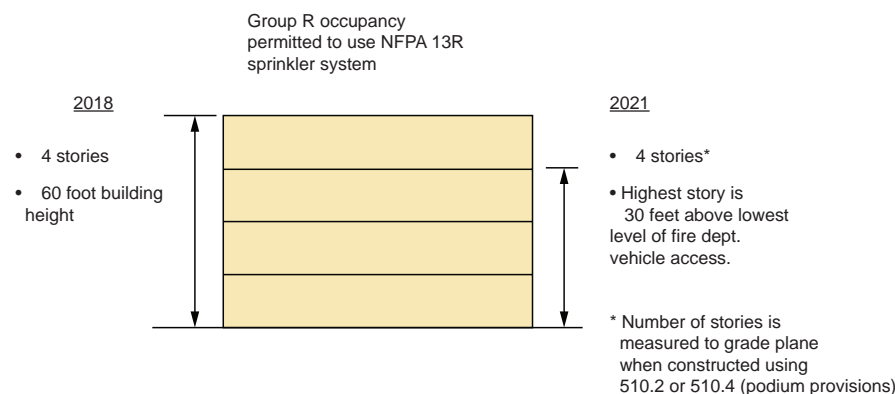 Group R occupancy
permitted to use NFPA 13R
sprinkler system
2018
• 4 stories
• 60 foot building
height
2021
• 4 stories*
• Highest story is
30 feet above lowest
level of fire dept.
vehicle access.
* Number of stories is
measured to grade plane
when constructed using
510.2 or 510.4 (podium provisions)